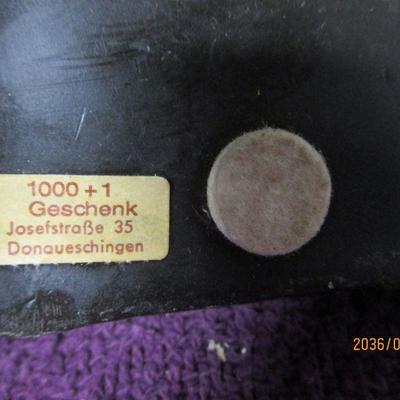 1000 + 1
Geschenk
Josefstraße 35
Donaueschingen
2036/0